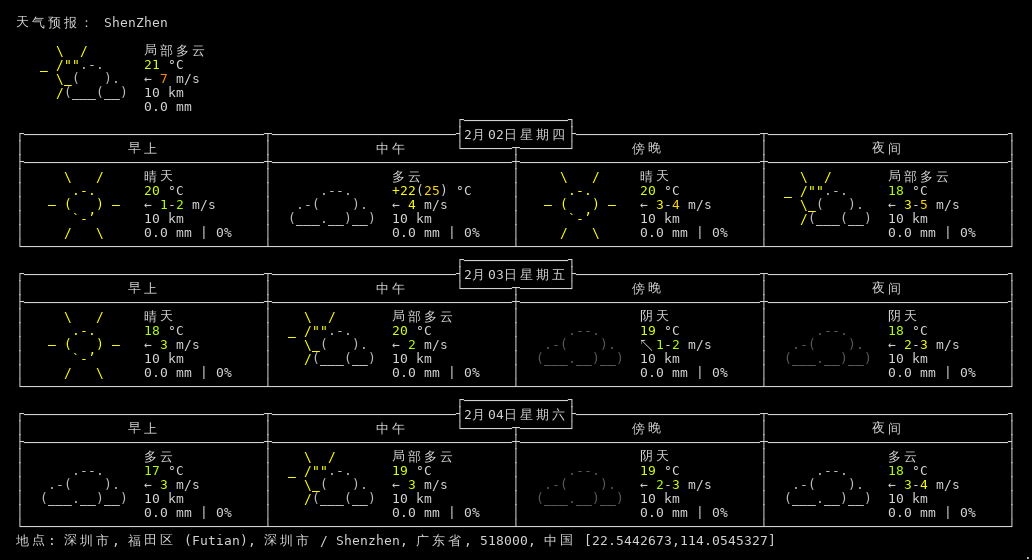 天气预报： ShenZhen
局部多云
21 °C
← 7 m/s
10 km
0.0 mm
2月02日星期四
早上 中午 傍晚 夜间
晴天 多云 晴天 局部多云
20 °C +22(25) °C 20 °C 18 °C
← 1-2 m/s ← 4 m/s ← 3-4 m/s ← 3-5 m/s
10 km 10 km 10 km 10 km
0.0 mm | 0% 0.0 mm | 0% 0.0 mm | 0% 0.0 mm | 0%
2月03日星期五
早上 中午 傍晚 夜间
晴天 局部多云 阴天 阴天
18 °C 20 °C 19 °C 18 °C
← 3 m/s ← 2 m/s ↖ 1-2 m/s ← 2-3 m/s
10 km 10 km 10 km 10 km
0.0 mm | 0% 0.0 mm | 0% 0.0 mm | 0% 0.0 mm | 0%
2月04日星期六
早上 中午 傍晚 夜间
多云 局部多云 阴天 多云
17 °C 19 °C 19 °C 18 °C
← 3 m/s ← 3 m/s ← 2-3 m/s ← 3-4 m/s
10 km 10 km 10 km 10 km
0.0 mm | 0% 0.0 mm | 0% 0.0 mm | 0% 0.0 mm | 0%
地点: 深圳市, 福田区 (Futian), 深圳市 / Shenzhen, 广东省, 518000, 中国 [22.5442673,114.0545327]